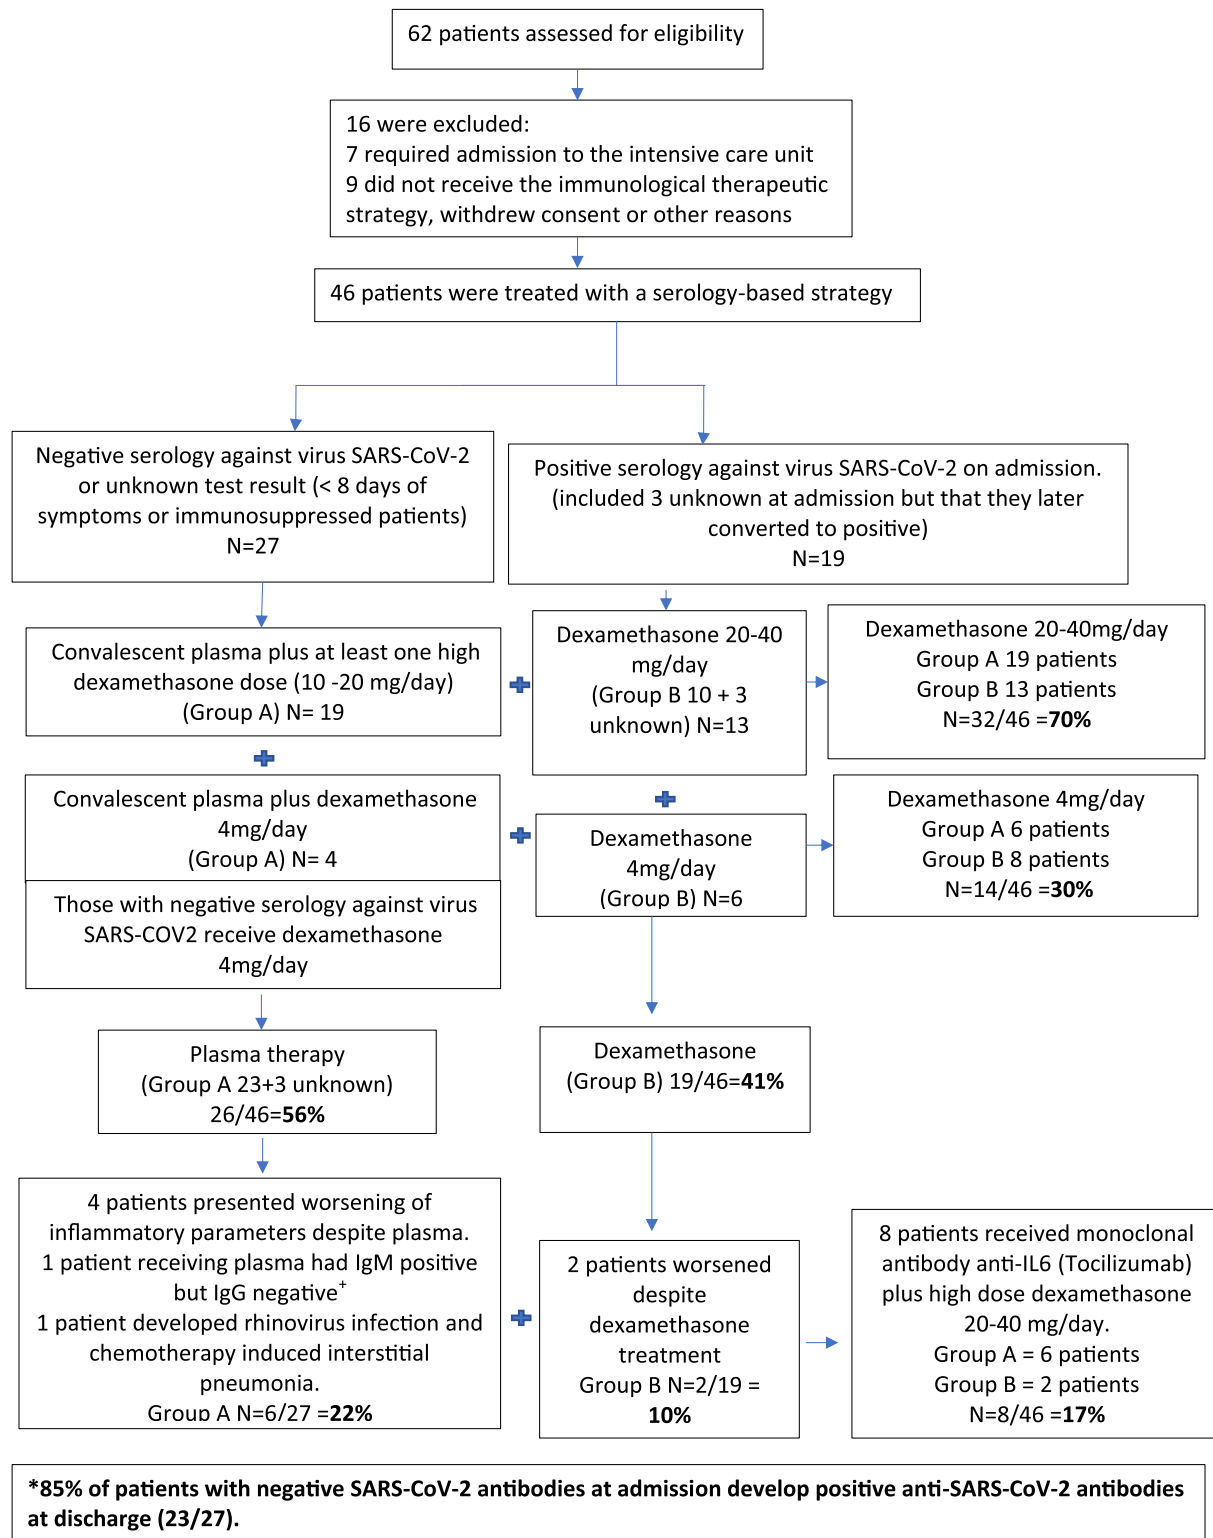 62 patients assessed for eligibility
16 were excluded:
7 required admission to the intensive care unit
9 did not receive the immunological therapeutic
strategy, withdrew consent or other reasons
46 patients were treated with a serology-based strategy
Negative serology against virus SARS-CoV-2
or unknown test result (< 8 days of
symptoms or immunosuppressed patients)
N=27
Positive serology against virus SARS-CoV-2 on admission.
(included 3 unknown at admission but that they later
converted to positive)
N=19
Convalescent plasma plus at least one high
dexamethasone dose (10 -20 mg/day)
(Group A) N= 19
Dexamethasone 20-40
mg/day
(Group B 10 + 3
unknown) N=13
Dexamethasone 20-40mg/day
Group A 19 patients
Group B 13 patients
N=32/46 =70%
Convalescent plasma plus dexamethasone
4mg/day
(Group A) N= 4
Dexamethasone
4mg/day
(Group B) N=6
Dexamethasone 4mg/day
Group A 6 patients
Group B 8 patients
N=14/46 =30%
Those with negative serology against virus
SARS-COV2 receive dexamethasone
4mg/day
Plasma therapy
(Group A 23+3 unknown)
26/46=56%
Dexamethasone
(Group B) 19/46=41%
4 patients presented worsening of
inflammatory parameters despite plasma.
1 patient receiving plasma had IgM positive
but IgG negative+
1 patient developed rhinovirus infection and
chemotherapy induced interstitial
pneumonia.
Group A N=6/27 =22%
2 patients worsened
despite
dexamethasone
treatment
Group B N=2/19 =
10%
8 patients received monoclonal
antibody anti-IL6 (Tocilizumab)
plus high dose dexamethasone
20-40 mg/day.
Group A = 6 patients
Group B = 2 patients
N=8/46 =17%
*85% of patients with negative SARS-CoV-2 antibodies at admission develop positive anti-SARS-CoV-2 antibodies
at discharge (23/27).